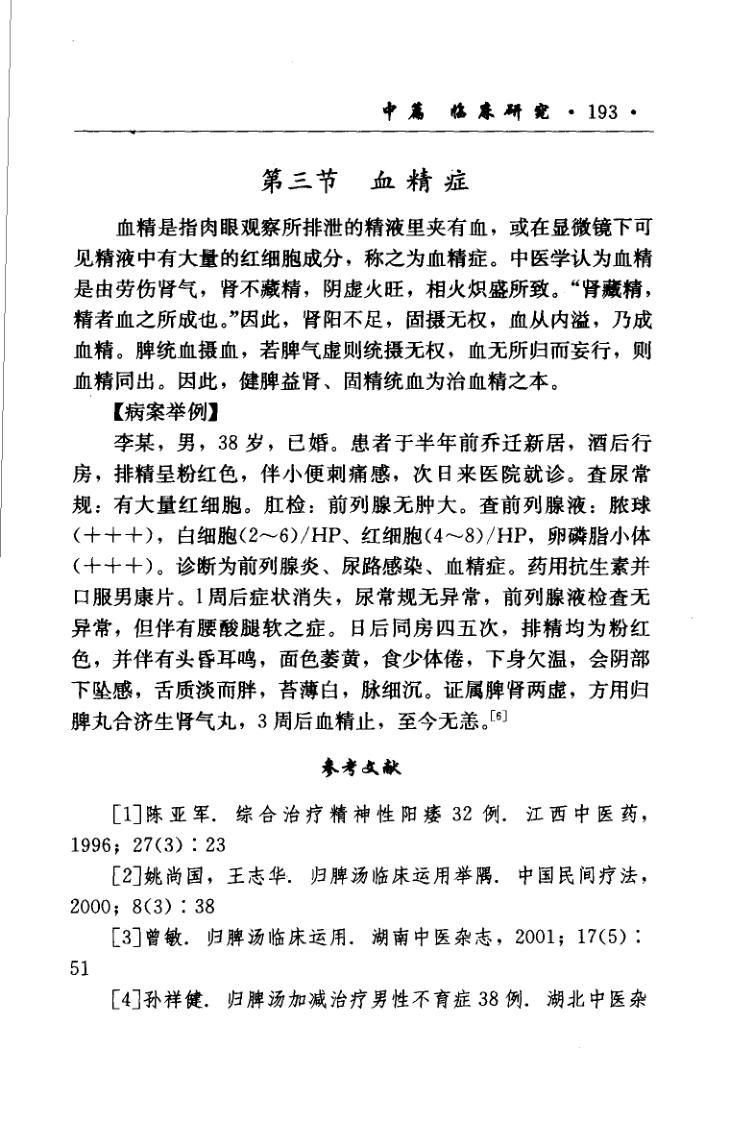 中篇 临床研究·193·
第三节 血精症
血精是指肉眼观察所排泄的精液里夹有血，或在显微镜下可
见精液中有大量的红细胞成分，称之为血精症。中医学认为血精
是由劳伤肾气，肾不藏精，阴虚火旺，相火炽盛所致。“肾藏精，
精者血之所成也。”因此，肾阳不足，固摄无权，血从内溢，乃成
血精。脾统血摄血，若脾气虚则统摄无权，血无所归而妄行，则
血精同出。因此，健脾益肾、固精统血为治血精之本。
【病案举例】
李某，男，38岁，已婚。患者于半年前乔迁新居，酒后行
房，排精呈粉红色，伴小便刺痛感，次日来医院就诊。查尿常
规：有大量红细胞。肛检：前列腺无肿大。查前列腺液：脓球
(+++)，白细胞(2～6)/HP、红细胞(4～8)/HP，卵磷脂小体
(+++)。诊断为前列腺炎、尿路感染、血精症。药用抗生素并
口服男康片。1周后症状消失，尿常规无异常，前列腺液检查无
异常，但伴有腰酸腿软之症。日后同房四五次，排精均为粉红
色，并伴有头昏耳鸣，面色萎黄，食少体倦，下身欠温，会阴部
下坠感，舌质淡而胖，苔薄白，脉细沉。证属脾肾两虚，方用归
脾丸合济生肾气丸，3周后血精止，至今无恙。[6]
参考文献
[1]陈亚军．综合治疗精神性阳痿32例．江西中医药，
1996；27(3)∶23
[2]姚尚国，王志华．归脾汤临床运用举隅．中国民间疗法，
2000；8(3)∶38
[3]曾敏．归脾汤临床运用．湖南中医杂志，2001；17(5)∶
51
[4]孙祥健．归脾汤加减治疗男性不育症38例．湖北中医杂